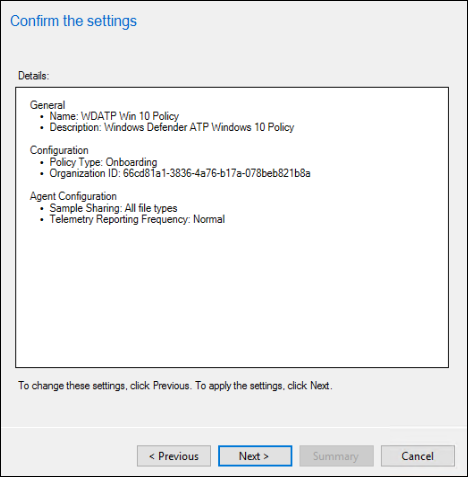 Confirm the settings
Details:
General
• Name: WDATP Win 10 Policy
• Description: Windows Defender ATP Windows 10 Policy
Configuration
• Policy Type: Onboarding
• Organization ID: 66cd81a1-3836-4a76-b17a-078beb821b8a
Agent Configuration
• Sample Sharing: All file types
• Telemetry Reporting Frequency: Normal
To change these settings, click Previous. To apply the settings, click Next.
< Previous
Next >
Summary
Cancel